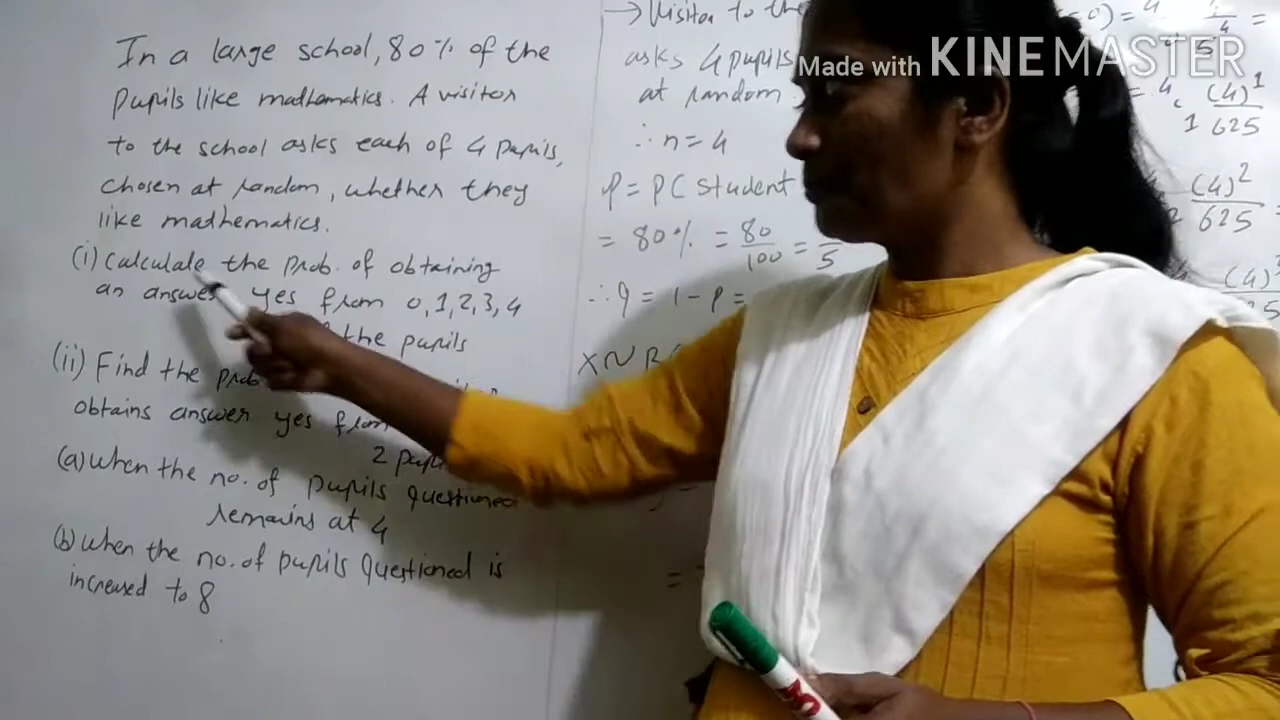 In a large school, 80% of the
pupils like mathematics. A visitor
to the school asks each of 4 pupils,
chosen at random, whether they
like mathematics.
(i) Calculate the prob. of obtaining
an answer yes from 0, 1, 2, 3, 4
the pupils
(ii) Find the prob
obtains answer yes from
2 pupi
(a) when the no. of pupils questioned
remains at 4
(b) when the no. of pupils questioned is
increased to 8
→ Visitor to the
asks 4 pupils
at random.
∴ n = 4
p = P( student
= 80% = 80/100 = /5
∴ q = 1 - p =
X ~ B(
=
= 0) = 4 1/5^4 =
= 4c1 (4)^1/625
(4)^2/625
(4)
Made with KINEMASTER